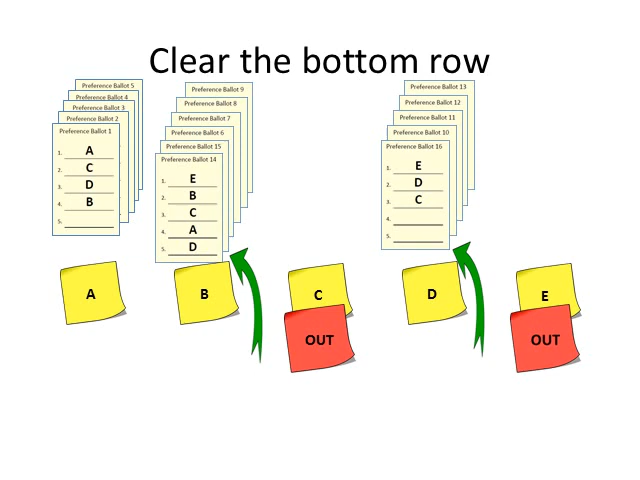 Clear the bottom row
Preference Ballot 5
Preference Ballot 4
Preference Ballot 3
Preference Ballot 2
Preference Ballot 1
1. A
2. C
3. D
4. B
5.
Preference Ballot 9
Preference Ballot 8
Preference Ballot 7
Preference Ballot 6
Preference Ballot 15
Preference Ballot 14
1. E
2. B
3. C
4. A
5. D
Preference Ballot 13
Preference Ballot 12
Preference Ballot 11
Preference Ballot 10
Preference Ballot 16
1. E
2. D
3. C
4.
5.
A
B
C
OUT
D
E
OUT